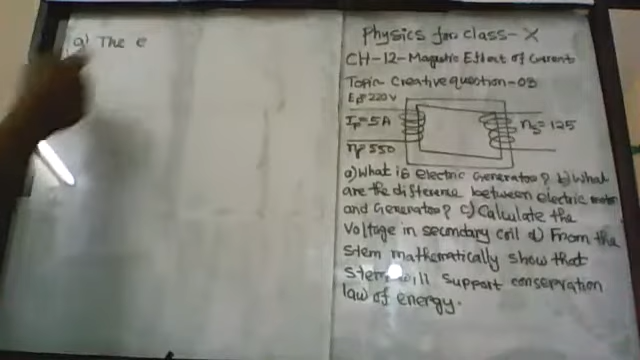 a) The e
Physics for class-X
CH-12-Magnetic Effect of Current
Topic Creative question-03
Ep=220V
Ip=5A
np=550
ns=125
a) What is electric Generator? b) What
are the difference between electric motor
and Generator? c) Calculate the
Voltage in secondary coil d) From the
Stem mathematically show that
Stem will support conservation
law of energy.